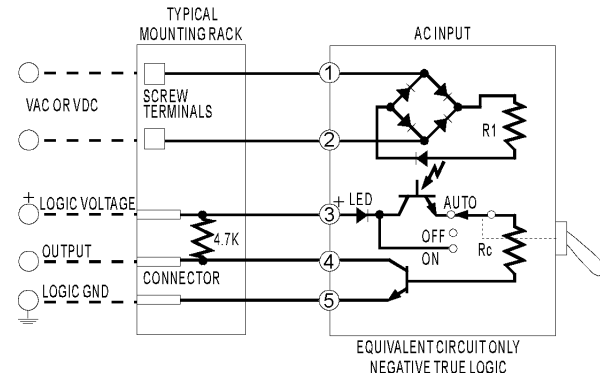 TYPICAL
MOUNTING RACK
AC INPUT
1
VAC OR VDC
SCREW
TERMINALS
R1
2
+ LOGIC VOLTAGE
3
+ LED
AUTO
4.7K
OFF
ON
Rc
OUTPUT
4
CONNECTOR
LOGIC GND
5
EQUIVALENT CIRCUIT ONLY
NEGATIVE TRUE LOGIC